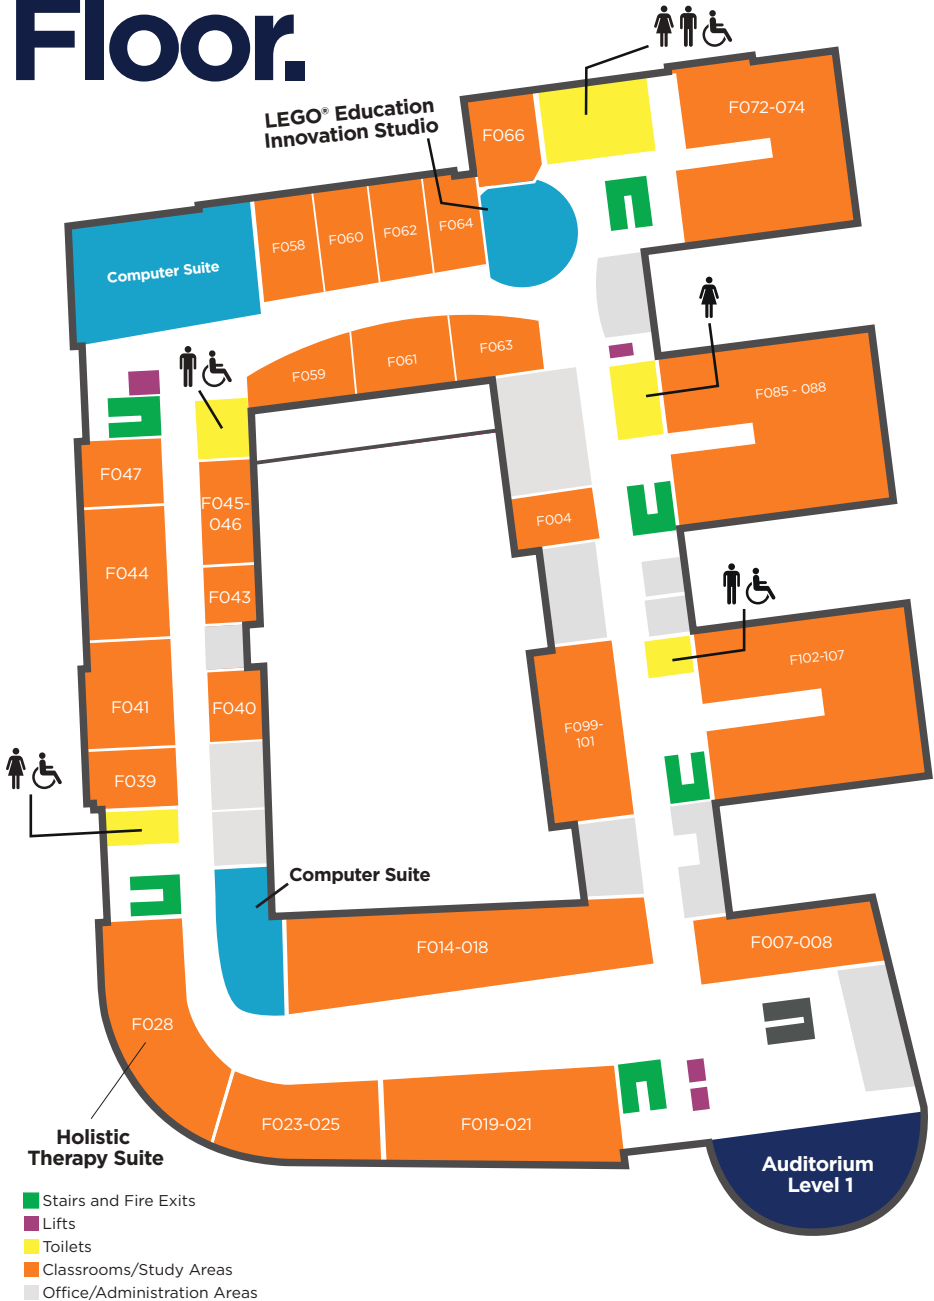 Floor.
LEGO® Education
Innovation Studio
F066
F072-074
F058
F060
F062
F064
Computer Suite
F059
F061
F063
F085 - 088
F047
F045-
046
F004
F044
F043
F102-107
F041
F040
F099-
101
F039
Computer Suite
F014-018
F007-008
F028
F023-025
F019-021
Holistic
Therapy Suite
Auditorium
Level 1
Stairs and Fire Exits
Lifts
Toilets
Classrooms/Study Areas
Office/Administration Areas